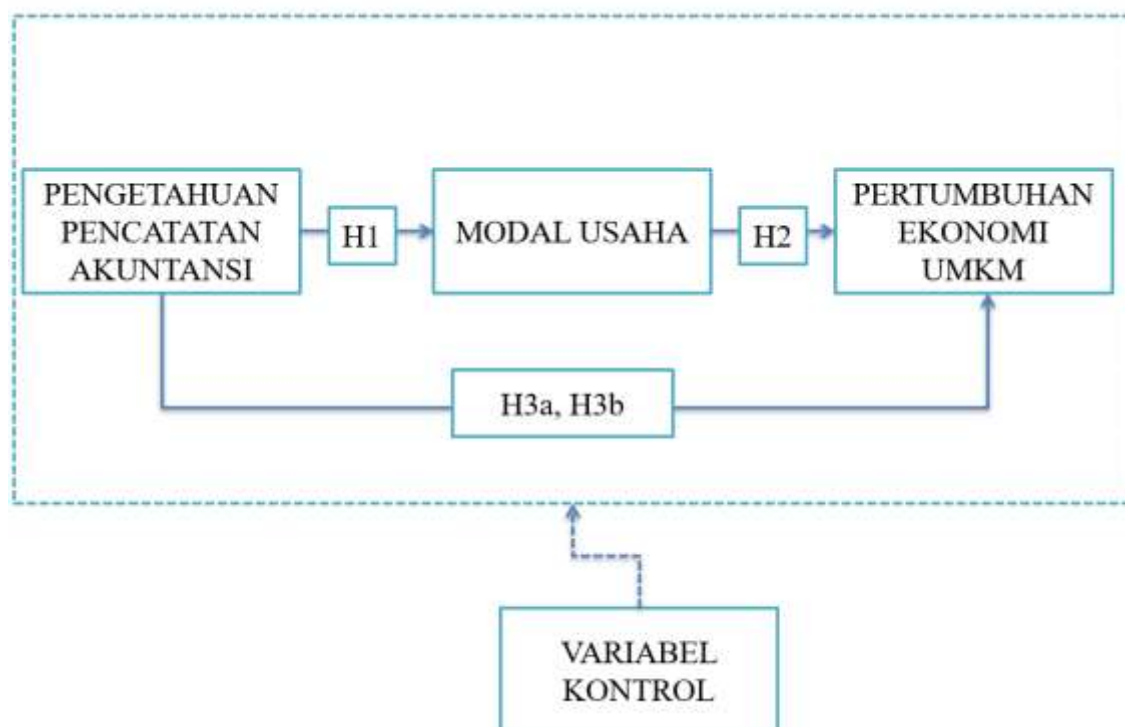 PENGETAHUAN
PENCATATAN
AKUNTANSI
H1
MODAL USAHA
H2
PERTUMBUHAN
EKONOMI
UMKM
H3a, H3b
VARIABEL
KONTROL